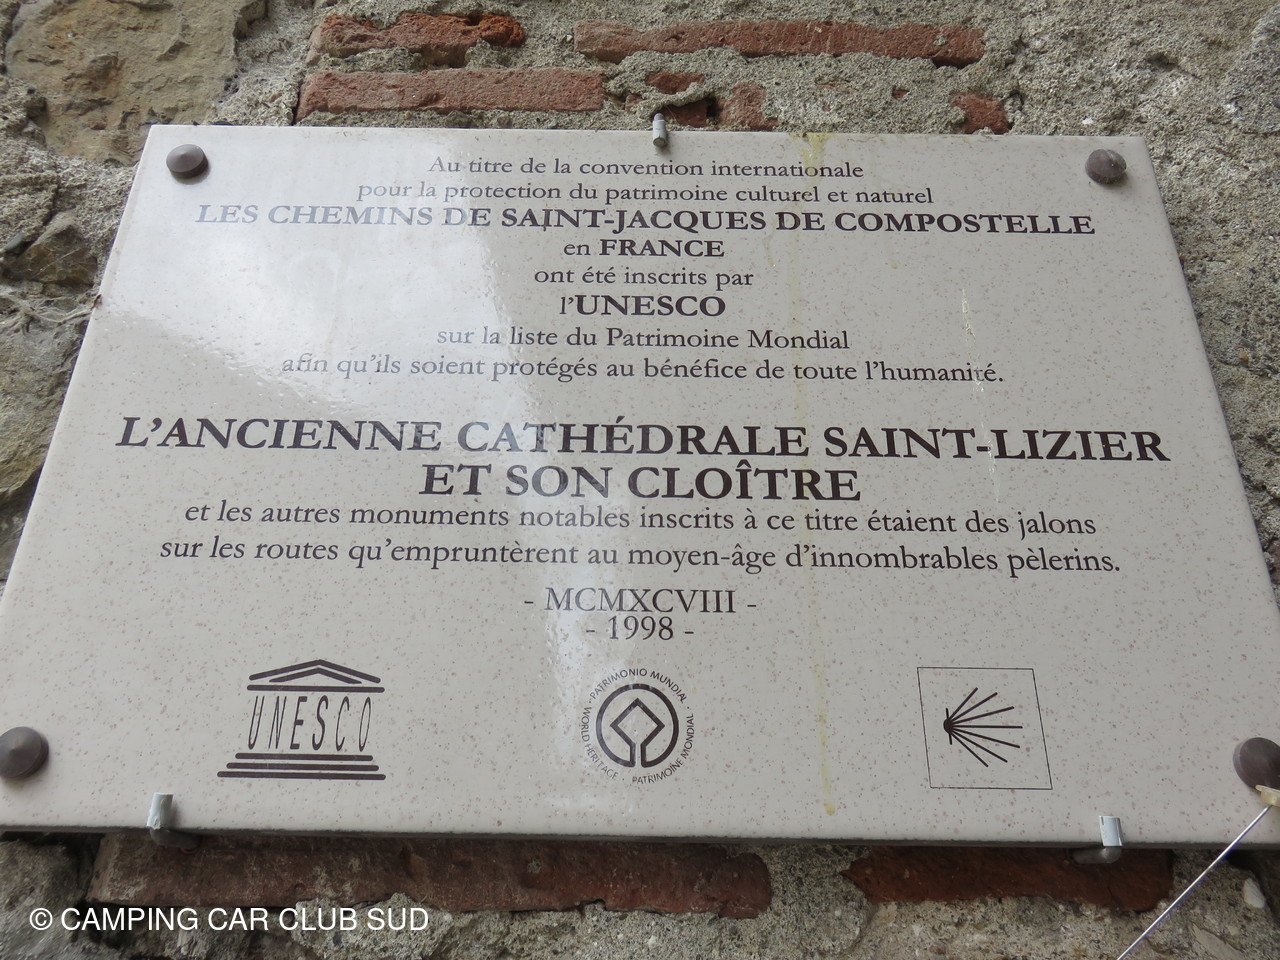 Au titre de la convention internationale
pour la protection du patrimoine culturel et naturel
LES CHEMINS DE SAINT-JACQUES DE COMPOSTELLE
en FRANCE
ont été inscrits par
l'UNESCO
sur la liste du Patrimoine Mondial
afin qu'ils soient protégés au bénéfice de toute l'humanité.
L'ANCIENNE CATHÉDRALE SAINT-LIZIER
ET SON CLOÎTRE
et les autres monuments notables inscrits à ce titre étaient des jalons
sur les routes qu'empruntèrent au moyen-âge d'innombrables pèlerins.
- MCMXCVIII -
- 1998 -
UNESCO
· PATRIMONIO MUNDIAL · WORLD HERITAGE · PATRIMOINE MONDIAL
© CAMPING CAR CLUB SUD